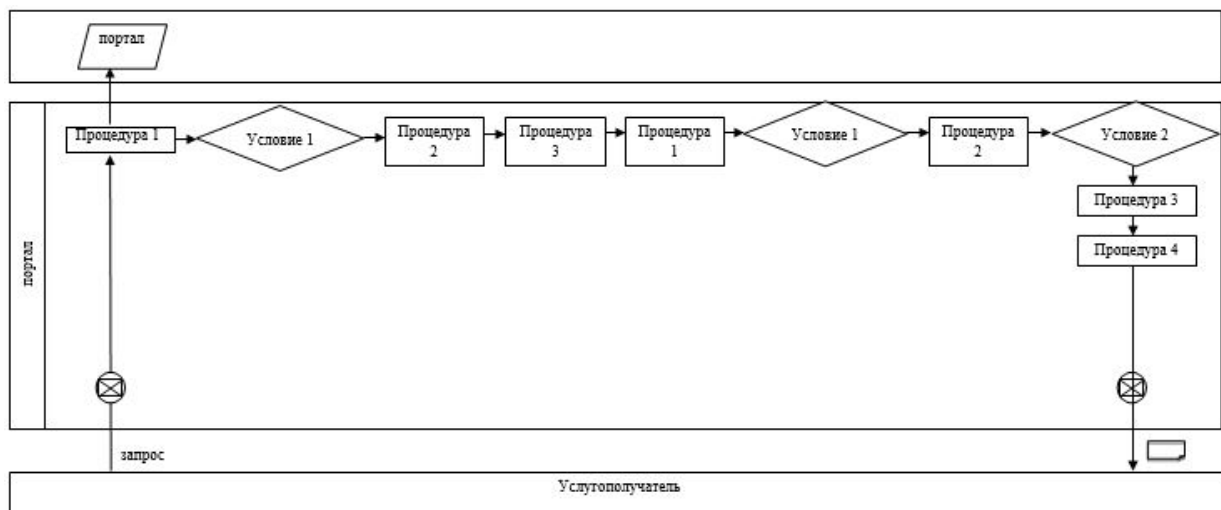 портал
Процедура 1
Условие 1
Процедура
2
Процедура
3
Процедура
1
Условие 1
Процедура
2
Условие 2
Процедура 3
Процедура 4
портал
запрос
Услугополучатель